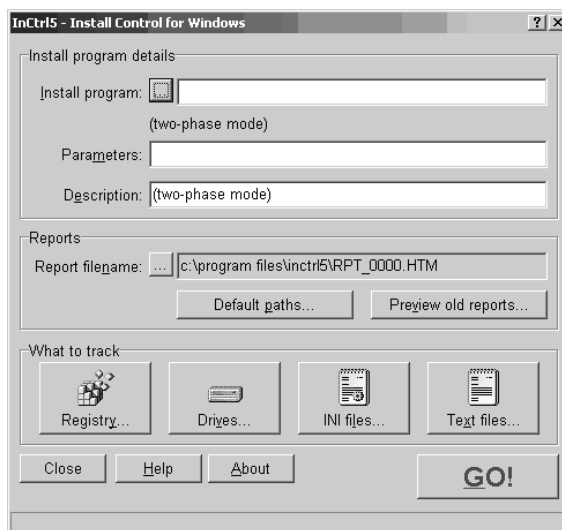 InCtrl5 - Install Control for Windows
Install program details
Install program: ...
(two-phase mode)
Parameters:
Description: (two-phase mode)
Reports
Report filename: ... c:\program files\inctrl5\RPT_0000.HTM
Default paths... Preview old reports...
What to track
Registry... Drives... INI files... Text files...
Close Help About GO!